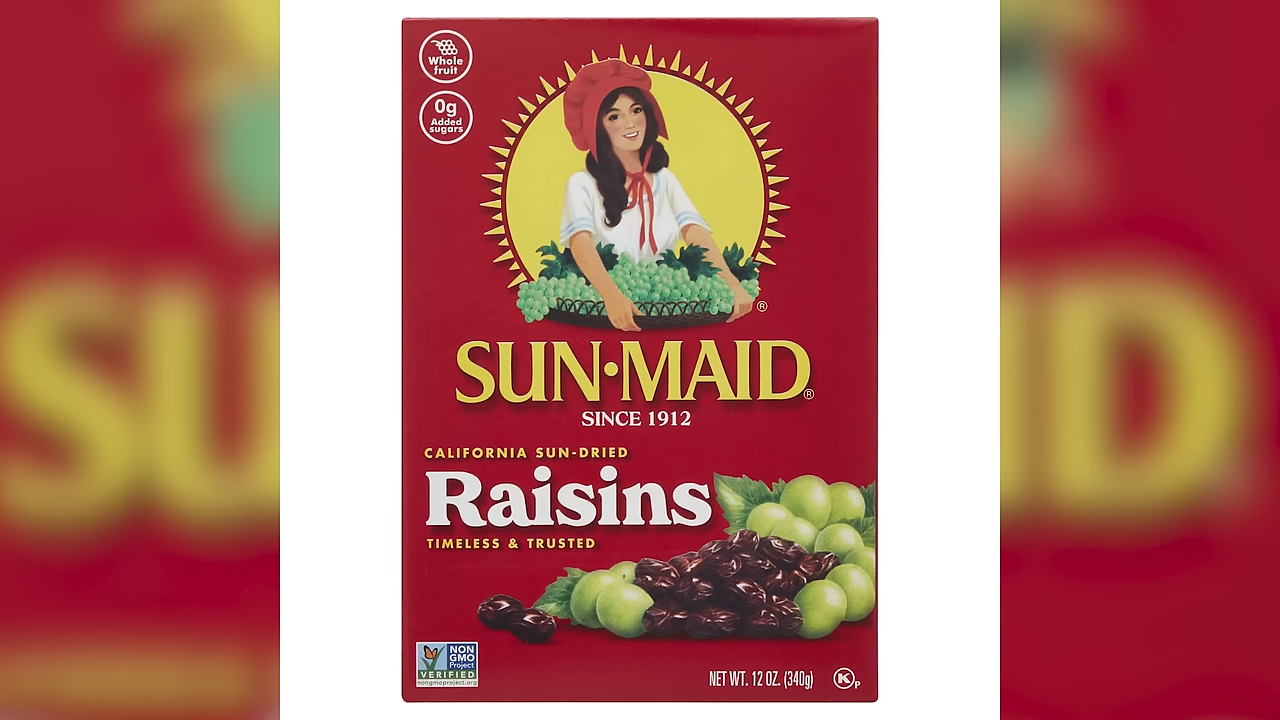 Whole
fruit
0g
Added
sugars
®
SUN•MAID®
SINCE 1912
CALIFORNIA SUN-DRIED
Raisins
TIMELESS & TRUSTED
NON
GMO
Project
VERIFIED
nongmoproject.org
NET WT. 12 OZ. (340g)
K P